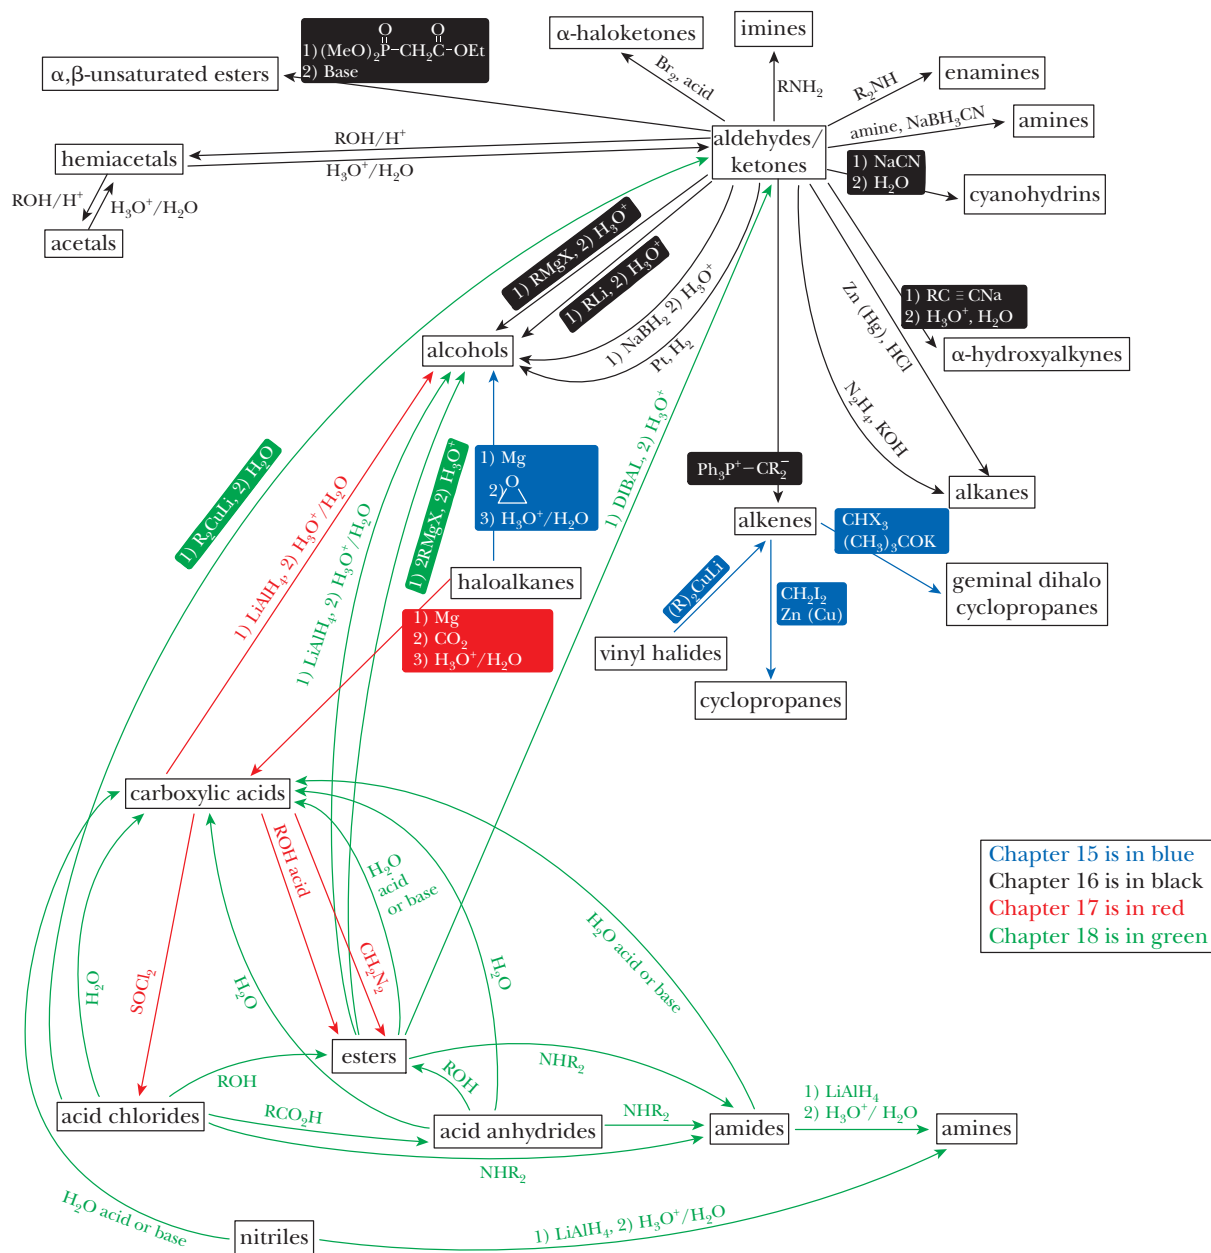 1) (MeO)₂P(=O)–CH₂C(=O)–OEt
2) Base
α,β-unsaturated esters
α-haloketones
imines
enamines
amines
Br₂, acid
RNH₂
R₂NH
amine, NaBH₃CN
aldehydes/
ketones
1) NaCN
2) H₂O
cyanohydrins
hemiacetals
ROH/H⁺
H₃O⁺/H₂O
ROH/H⁺
H₃O⁺/H₂O
acetals
1) RMgX, 2) H₃O⁺
1) RLi, 2) H₃O⁺
1) NaBH₂ 2) H₃O⁺
Pt, H₂
Zn (Hg), HCl
N₂H₄, KOH
1) RC≡CNa
2) H₃O⁺, H₂O
α-hydroxyalkynes
alcohols
1) R₂CuLi, 2) H₂O
1) LiAlH₄, 2) H₃O⁺/H₂O
1) LiAlH₄, 2) H₃O⁺/H₂O
1) 2RMgX, 2) H₃O⁺
1) Mg
2) O
3) H₃O⁺/H₂O
1) DIBAL, 2) H₃O⁺
Ph₃P⁺–CR₂⁻
alkanes
alkenes
CHX₃
(CH₃)₃COK
haloalkanes
(R)₂CuLi
CH₂I₂
Zn (Cu)
geminal dihalo
cyclopropanes
1) Mg
2) CO₂
3) H₃O⁺/H₂O
vinyl halides
cyclopropanes
carboxylic acids
Chapter 15 is in blue
Chapter 16 is in black
Chapter 17 is in red
Chapter 18 is in green
H₂O
SOCl₂
H₂O
ROH acid
CH₂N₂
H₂O
acid
or base
H₂O
H₂O acid or base
esters
ROH
ROH
NHR₂
acid chlorides
RCO₂H
acid anhydrides
NHR₂
amides
1) LiAlH₄
2) H₃O⁺/ H₂O
amines
NHR₂
H₂O acid or base
nitriles
1) LiAlH₄, 2) H₃O⁺/H₂O